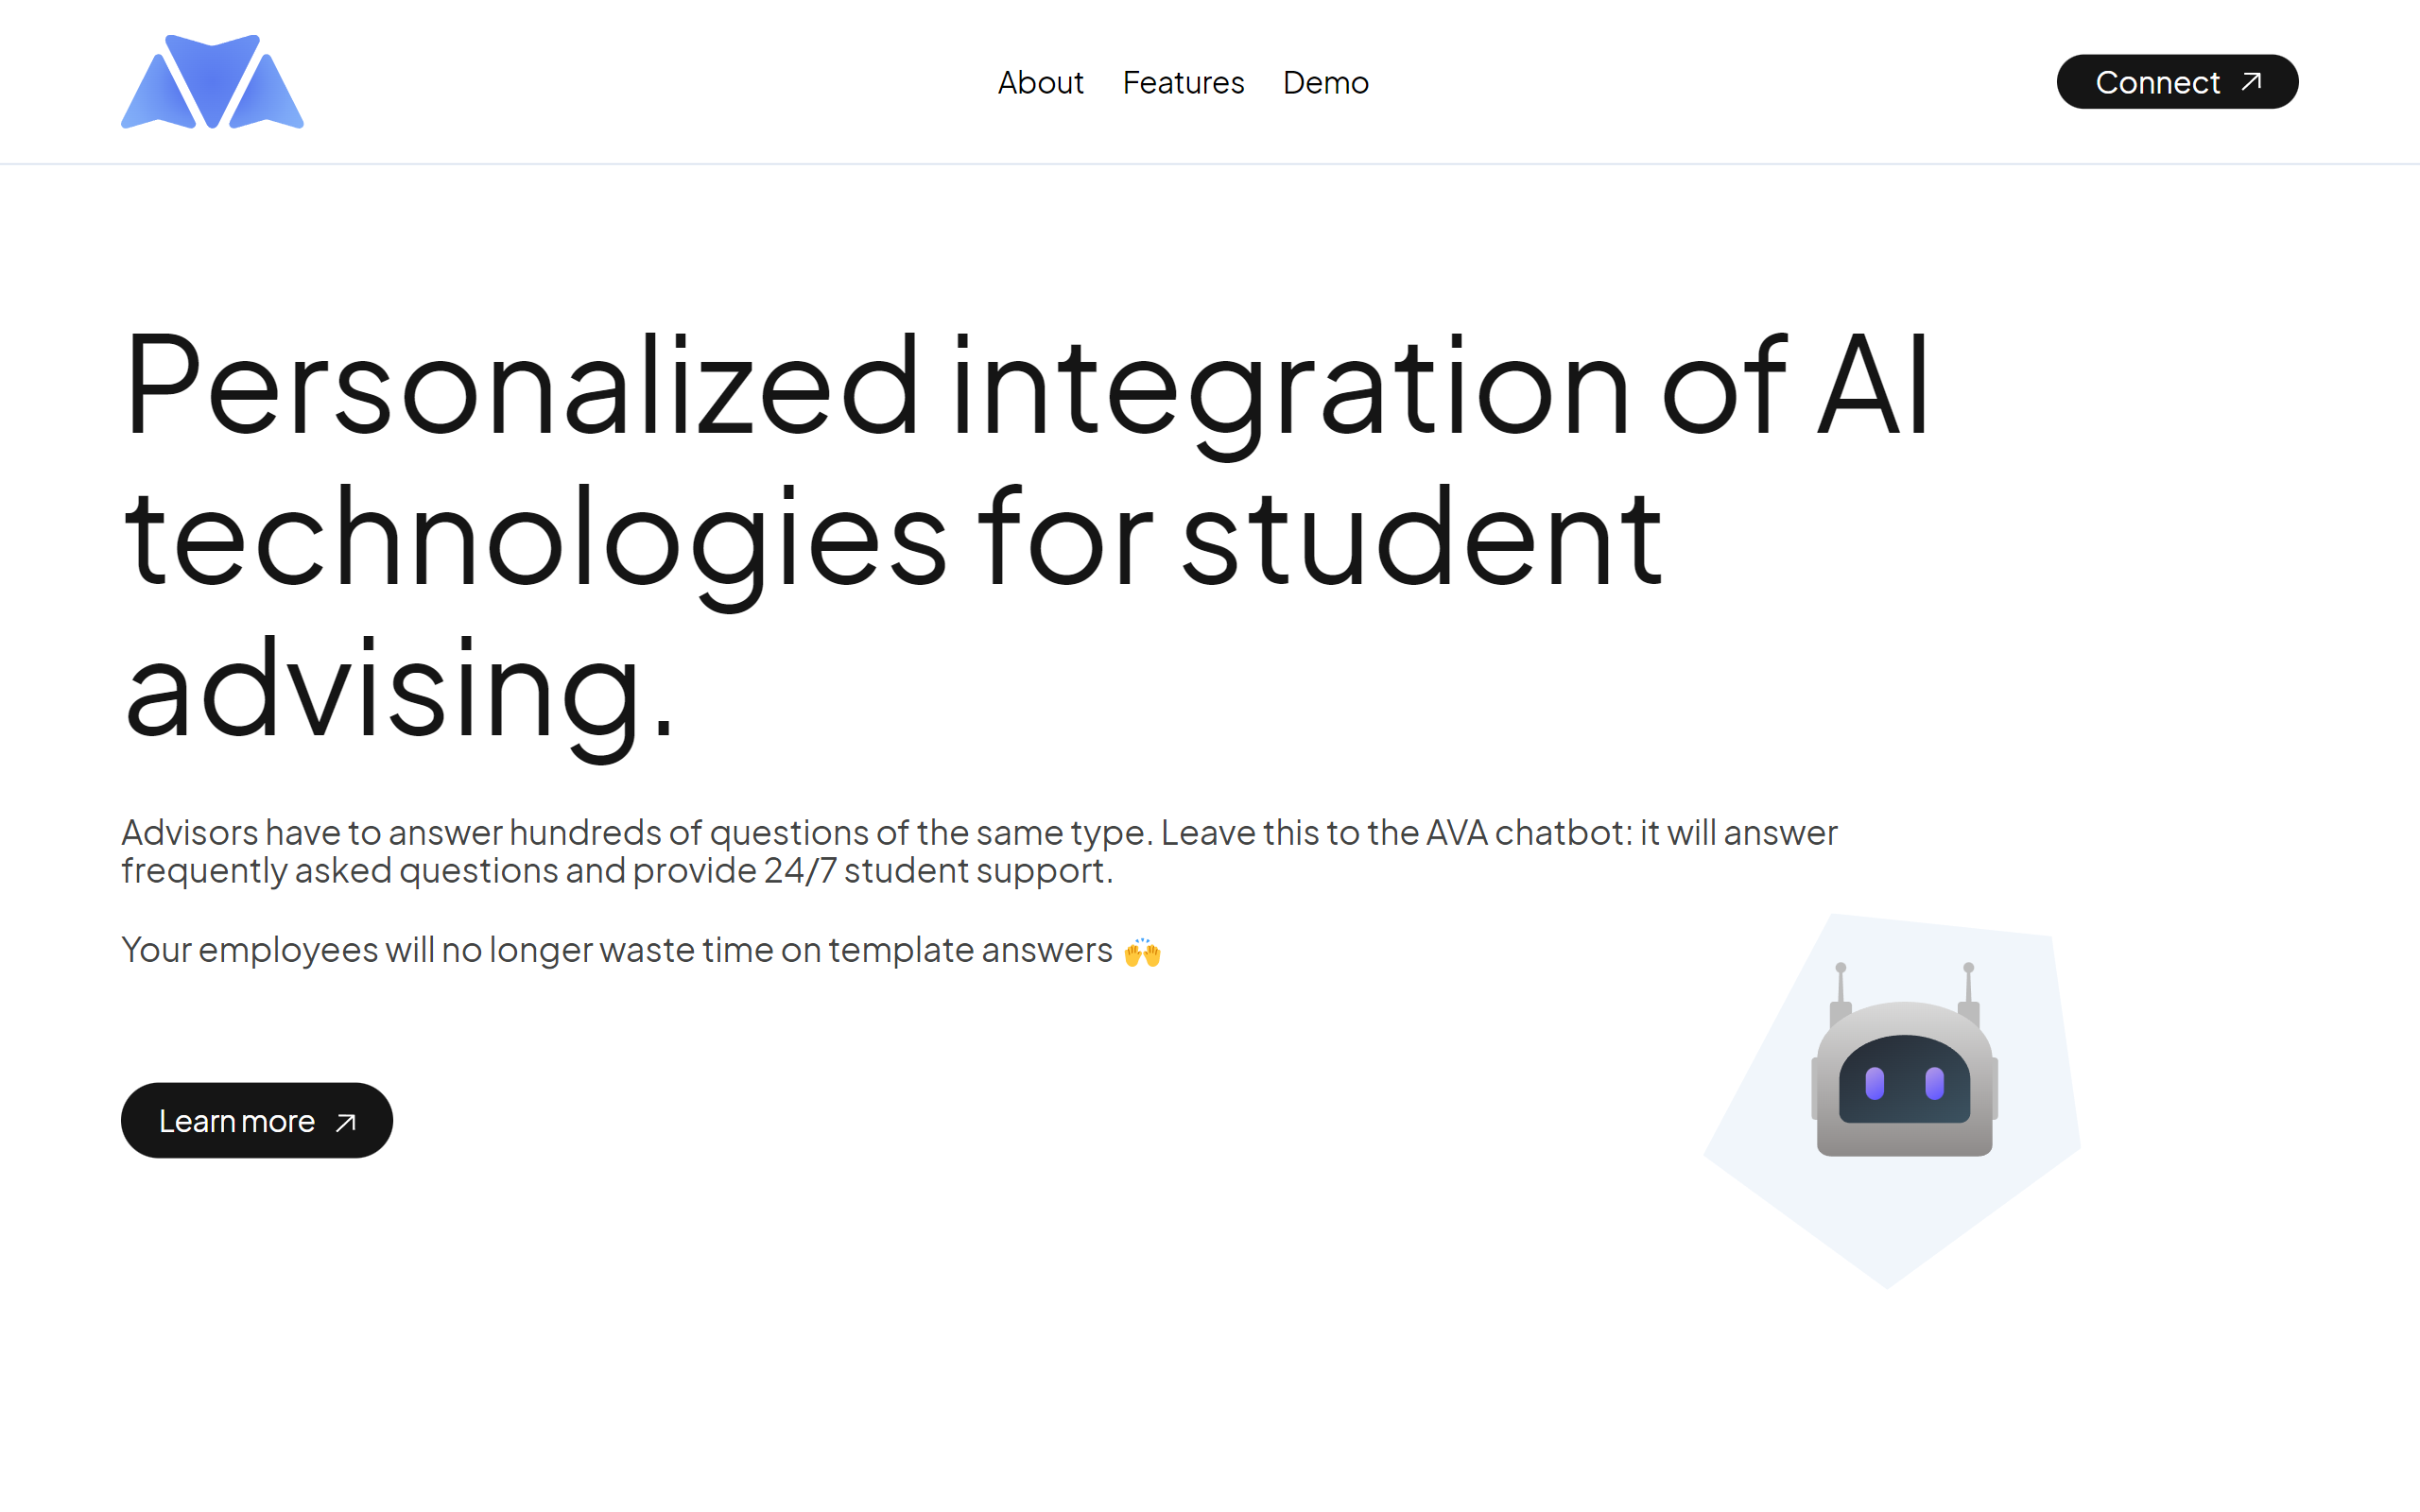 About Features Demo
Connect
Personalized integration of AI
technologies for student
advising.
Advisors have to answer hundreds of questions of the same type. Leave this to the AVA chatbot: it will answer
frequently asked questions and provide 24/7 student support.
Your employees will no longer waste time on template answers 🙌
Learn more